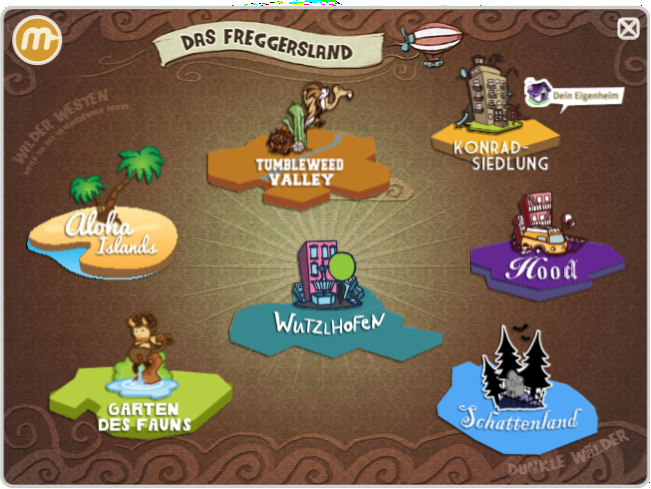 m
DAS FREGGERSLAND
WILDER WESTEN
Dein Eigenheim
KONRAD-
SIEDLUNG
TUMBLEWEED
VALLEY
Aloha
Islands
Hood
WUTZLHOFEN
GARTEN
DES FAUNS
Schattenland
DUNKLE WÄLDER